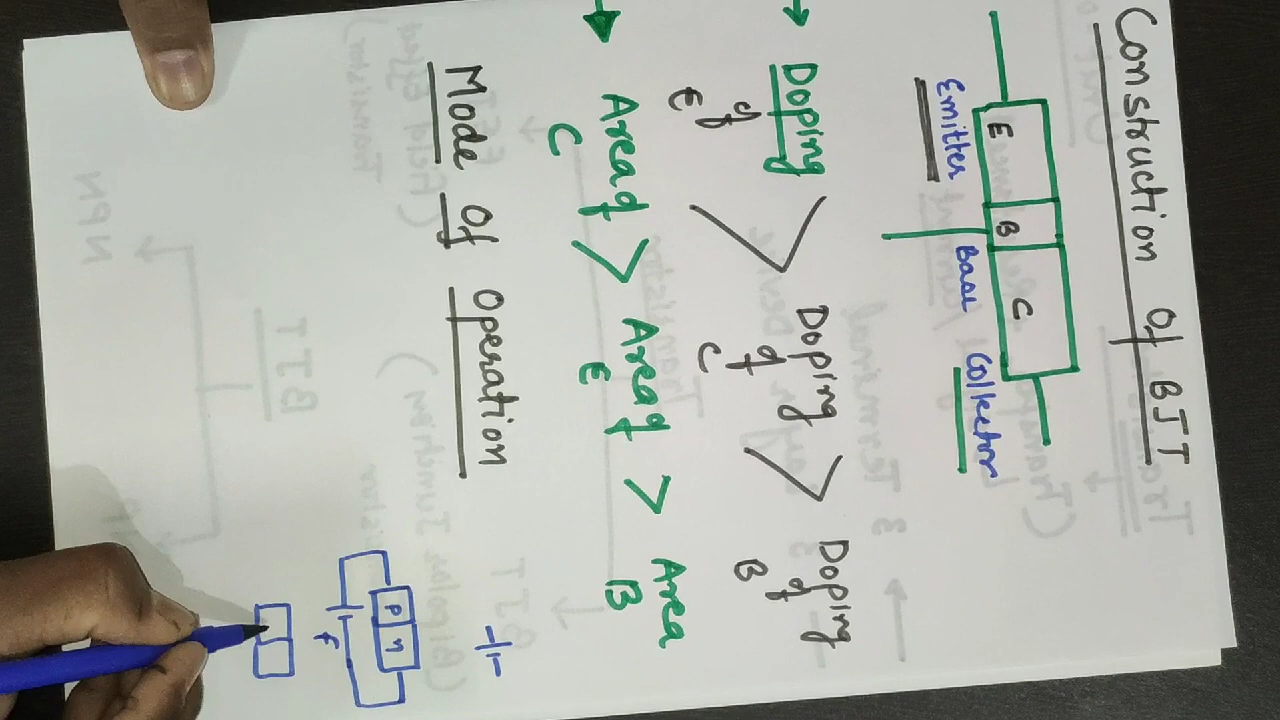 Construction Of BJT
E B C
Emitter Base Collector
Doping of E > Doping of C > Doping of B
Area of C > Area of E > Area B
Mode Of Operation
P n
F